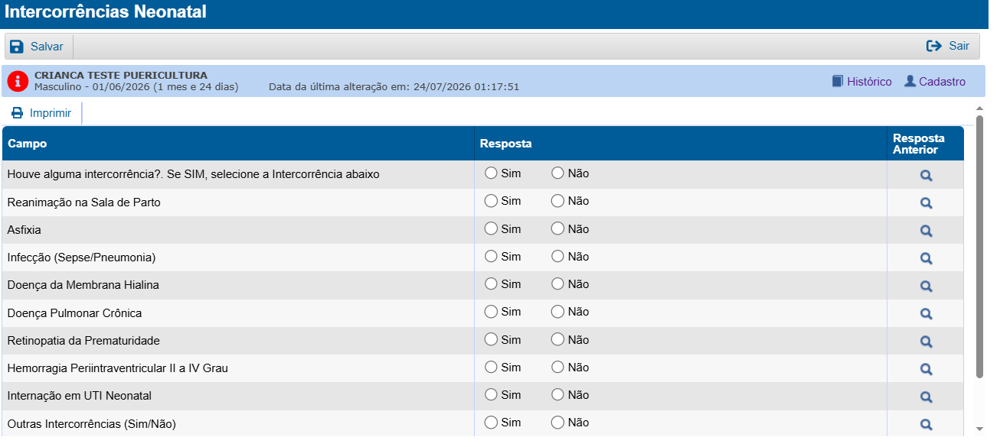 Intercorrências Neonatal
Salvar
Sair
CRIANCA TESTE PUERICULTURA
Masculino - 01/06/2026 (1 mes e 24 dias) Data da última alteração em: 24/07/2026 01:17:51
Histórico Cadastro
Imprimir
Campo Resposta Resposta Anterior
Houve alguma intercorrência?. Se SIM, selecione a Intercorrência abaixo Sim Não
Reanimação na Sala de Parto Sim Não
Asfixia Sim Não
Infecção (Sepse/Pneumonia) Sim Não
Doença da Membrana Hialina Sim Não
Doença Pulmonar Crônica Sim Não
Retinopatia da Prematuridade Sim Não
Hemorragia Periintraventricular II a IV Grau Sim Não
Internação em UTI Neonatal Sim Não
Outras Intercorrências (Sim/Não) Sim Não